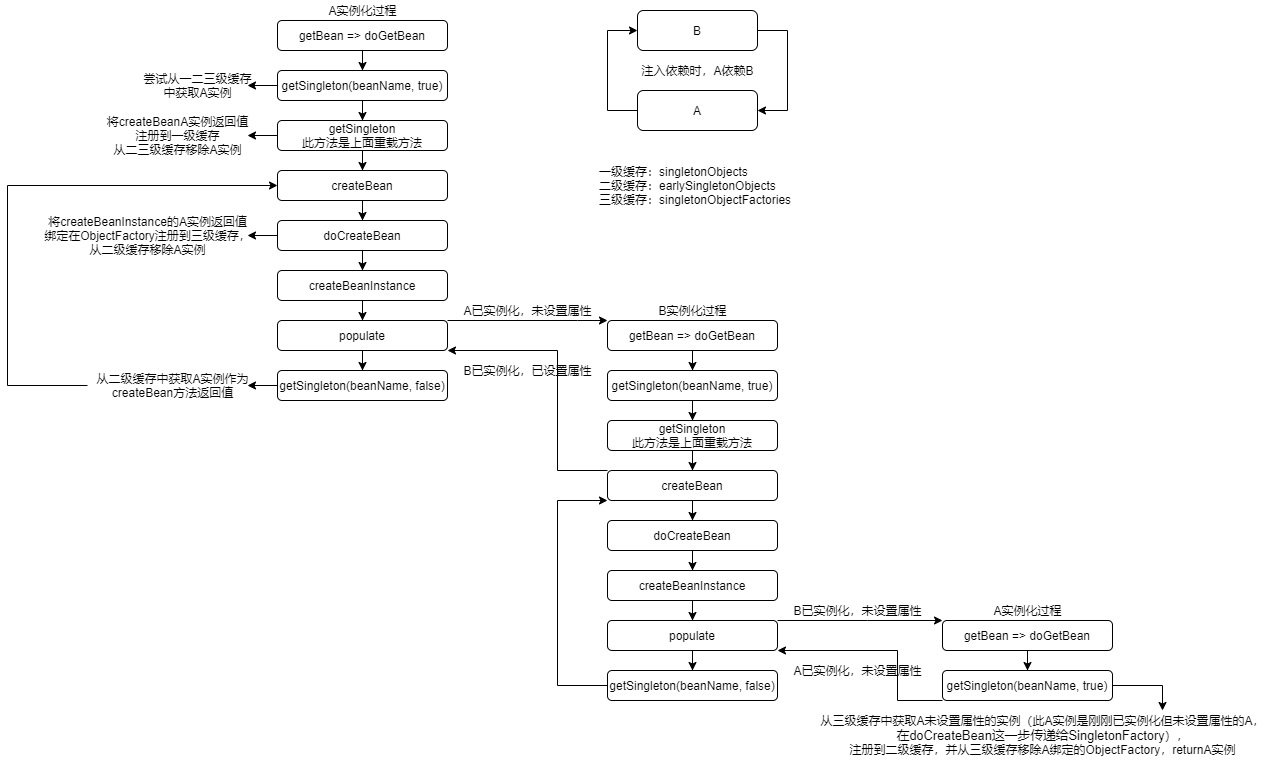 A实例化过程
getBean => doGetBean
尝试从一二三级缓存
中获取A实例
getSingleton(beanName, true)
将createBeanA实例返回值
注册到一级缓存
从二三级缓存移除A实例
getSingleton
此方法是上面重载方法
createBean
将createBeanInstance的A实例返回值
绑定在ObjectFactory注册到三级缓存，
从二级缓存移除A实例
doCreateBean
createBeanInstance
populate
从二级缓存中获取A实例作为
createBean方法返回值
getSingleton(beanName, false)
B
注入依赖时，A依赖B
A
一级缓存：singletonObjects
二级缓存：earlySingletonObjects
三级缓存：singletonObjectFactories
A已实例化，未设置属性
B已实例化，已设置属性
B实例化过程
getBean => doGetBean
getSingleton(beanName, true)
getSingleton
此方法是上面重载方法
createBean
doCreateBean
createBeanInstance
populate
getSingleton(beanName, false)
B已实例化，未设置属性
A已实例化，未设置属性
A实例化过程
getBean => doGetBean
getSingleton(beanName, true)
从三级缓存中获取A未设置属性的实例（此A实例是刚刚已实例化但未设置属性的A，
在doCreateBean这一步传递给SingletonFactory），
注册到二级缓存，并从三级缓存移除A绑定的ObjectFactory，returnA实例